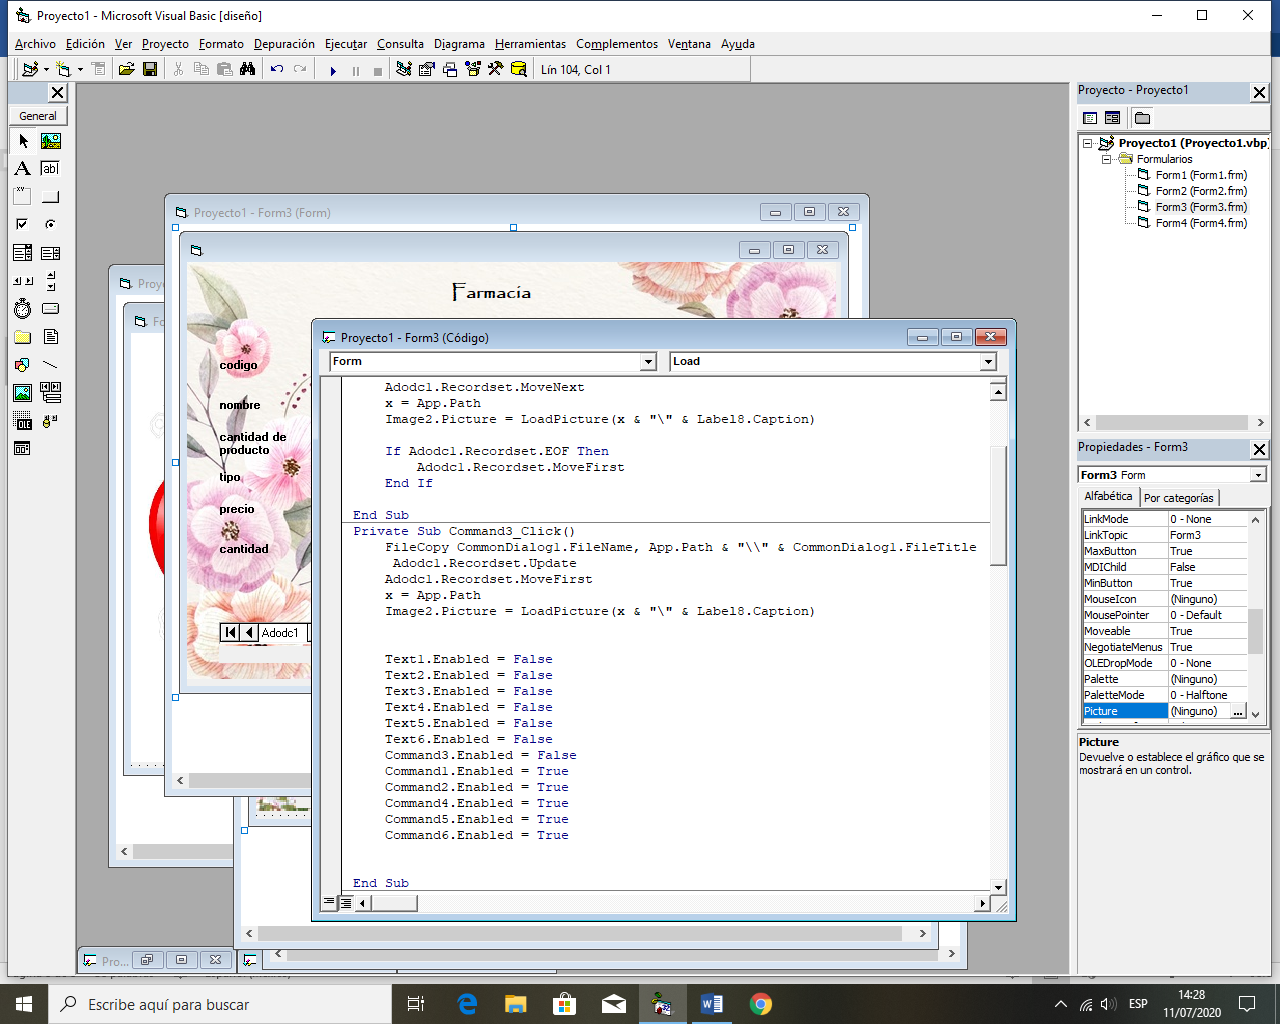 Proyecto1 - Microsoft Visual Basic [diseño]
Archivo Edición Ver Proyecto Formato Depuración Ejecutar Consulta Diagrama Herramientas Complementos Ventana Ayuda
Lín 104, Col 1
General
Proyecto1 - Form3 (Form)
Farmacia
codigo
nombre
cantidad de
producto
tipo
precio
cantidad
Adodc1
Proyecto1 - Form3 (Código)
Form
Load
Adodc1.Recordset.MoveNext
x = App.Path
Image2.Picture = LoadPicture(x & "\" & Label8.Caption)
If Adodc1.Recordset.EOF Then
Adodc1.Recordset.MoveFirst
End If
End Sub
Private Sub Command3_Click()
FileCopy CommonDialog1.FileName, App.Path & "\\" & CommonDialog1.FileTitle
Adodc1.Recordset.Update
Adodc1.Recordset.MoveFirst
x = App.Path
Image2.Picture = LoadPicture(x & "\" & Label8.Caption)
Text1.Enabled = False
Text2.Enabled = False
Text3.Enabled = False
Text4.Enabled = False
Text5.Enabled = False
Text6.Enabled = False
Command3.Enabled = False
Command1.Enabled = True
Command2.Enabled = True
Command4.Enabled = True
Command5.Enabled = True
Command6.Enabled = True
End Sub
Pro...
Proyecto - Proyecto1
Proyecto1 (Proyecto1.vbp)
Formularios
Form1 (Form1.frm)
Form2 (Form2.frm)
Form3 (Form3.frm)
Form4 (Form4.frm)
Propiedades - Form3
Form3 Form
Alfabética Por categorías
LinkMode 0 - None
LinkTopic Form3
MaxButton True
MDIChild False
MinButton True
MouseIcon (Ninguno)
MousePointer 0 - Default
Moveable True
NegotiateMenus True
OLEDropMode 0 - None
Palette (Ninguno)
PaletteMode 0 - Halftone
Picture (Ninguno) ...
Picture
Devuelve o establece el gráfico que se
mostrará en un control.
Escribe aquí para buscar
ESP
14:28
11/07/2020